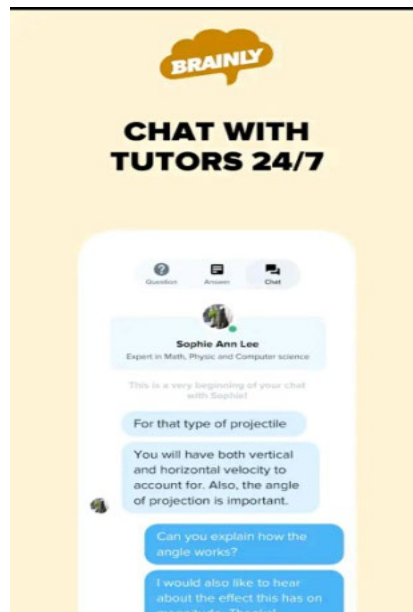 BRAINLY
CHAT WITH
TUTORS 24/7
Question Answer Chat
Sophie Ann Lee
Expert in Math, Physic and Computer science
This is a very beginning of your chat
with Sophie!
For that type of projectile
You will have both vertical
and horizontal velocity to
account for. Also, the angle
of projection is important.
Can you explain how the
angle works?
I would also like to hear
about the effect this has on
magnitude. Thanks!